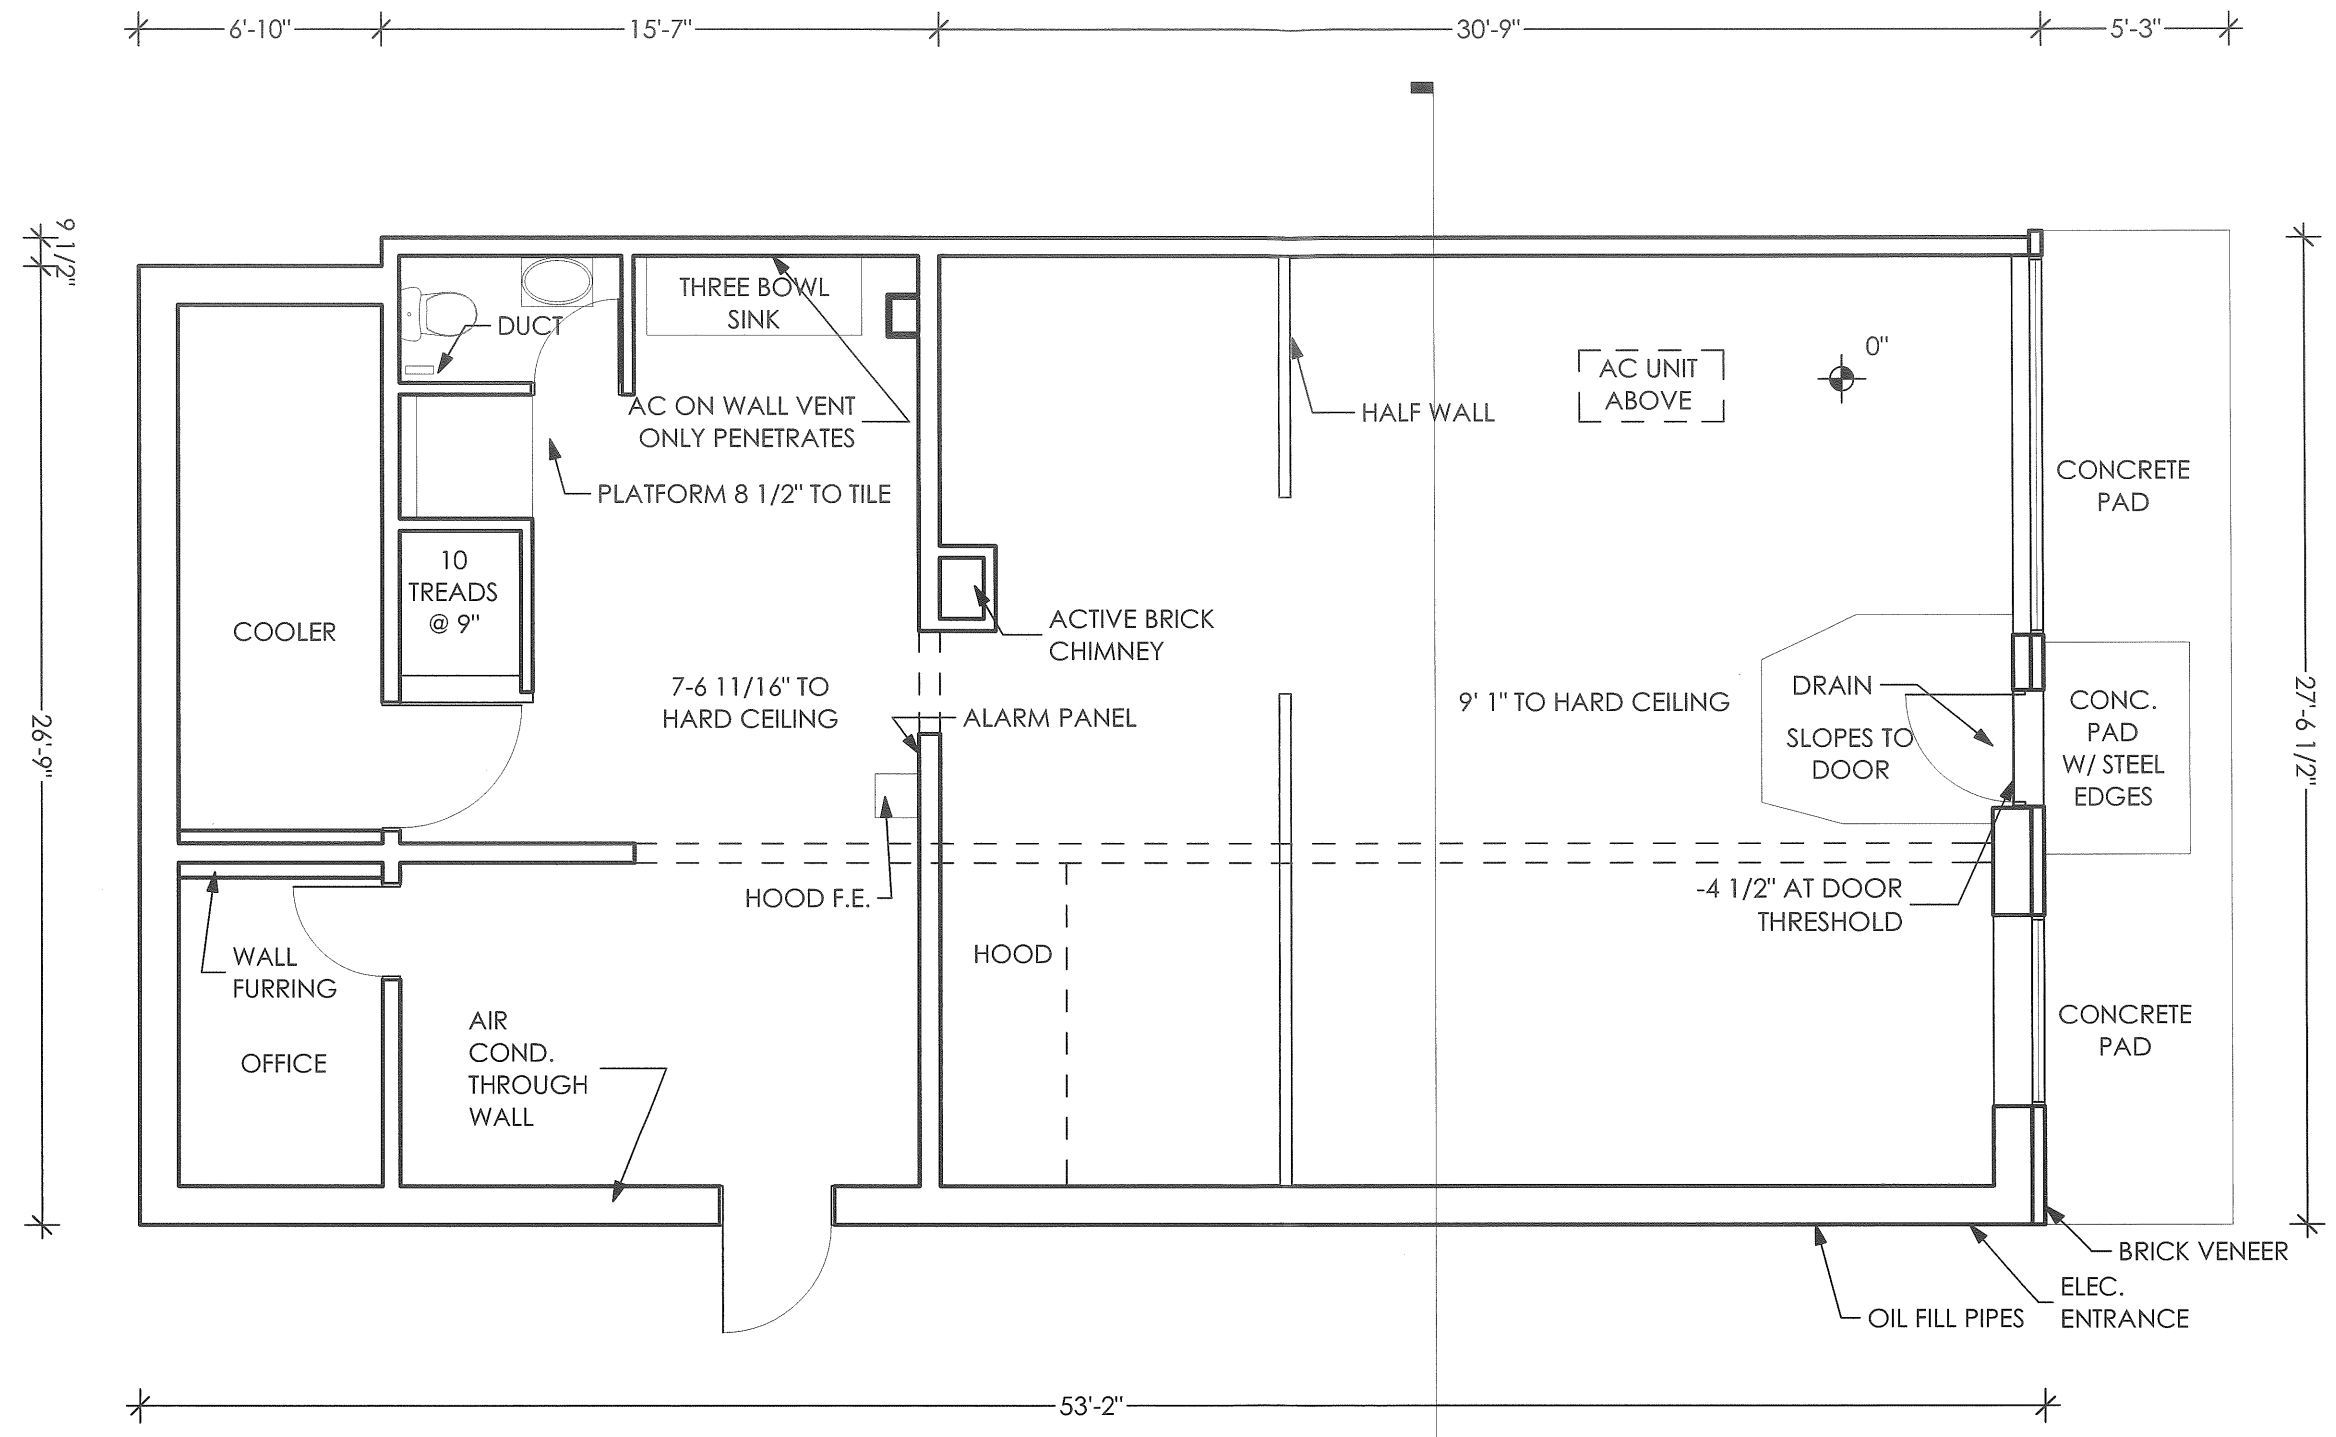 6'-10"
15'-7"
30'-9"
5'-3"
9 1/2"
26'-9"
27'-6 1/2"
THREE BOWL
SINK
DUCT
AC ON WALL VENT
ONLY PENETRATES
PLATFORM 8 1/2" TO TILE
10
TREADS
@ 9"
COOLER
7-6 11/16" TO
HARD CEILING
ACTIVE BRICK
CHIMNEY
ALARM PANEL
HALF WALL
AC UNIT
ABOVE
0"
9' 1" TO HARD CEILING
DRAIN
SLOPES TO
DOOR
CONCRETE
PAD
CONC.
PAD
W/ STEEL
EDGES
HOOD F.E.
HOOD
-4 1/2" AT DOOR
THRESHOLD
WALL
FURRING
OFFICE
AIR
COND.
THROUGH
WALL
CONCRETE
PAD
BRICK VENEER
ELEC.
ENTRANCE
OIL FILL PIPES
53'-2"